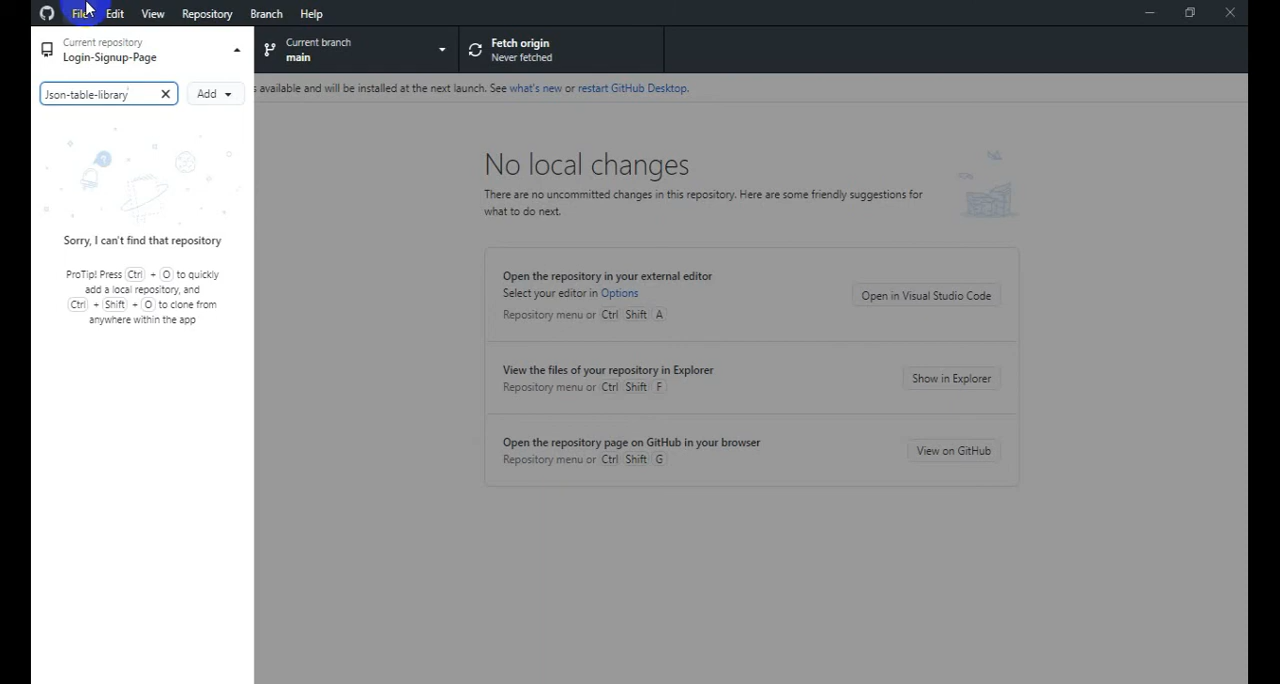 File Edit View Repository Branch Help
Current repository
Login-Signup-Page
Current branch
main
Fetch origin
Never fetched
Json-table-library
Add
s available and will be installed at the next launch. See what's new or restart GitHub Desktop.
No local changes
There are no uncommitted changes in this repository. Here are some friendly suggestions for
what to do next.
Sorry, I can't find that repository
ProTip! Press Ctrl + O to quickly
add a local repository, and
Ctrl + Shift + O to clone from
anywhere within the app
Open the repository in your external editor
Select your editor in Options
Repository menu or Ctrl Shift A
Open in Visual Studio Code
View the files of your repository in Explorer
Repository menu or Ctrl Shift F
Show in Explorer
Open the repository page on GitHub in your browser
Repository menu or Ctrl Shift G
View on GitHub